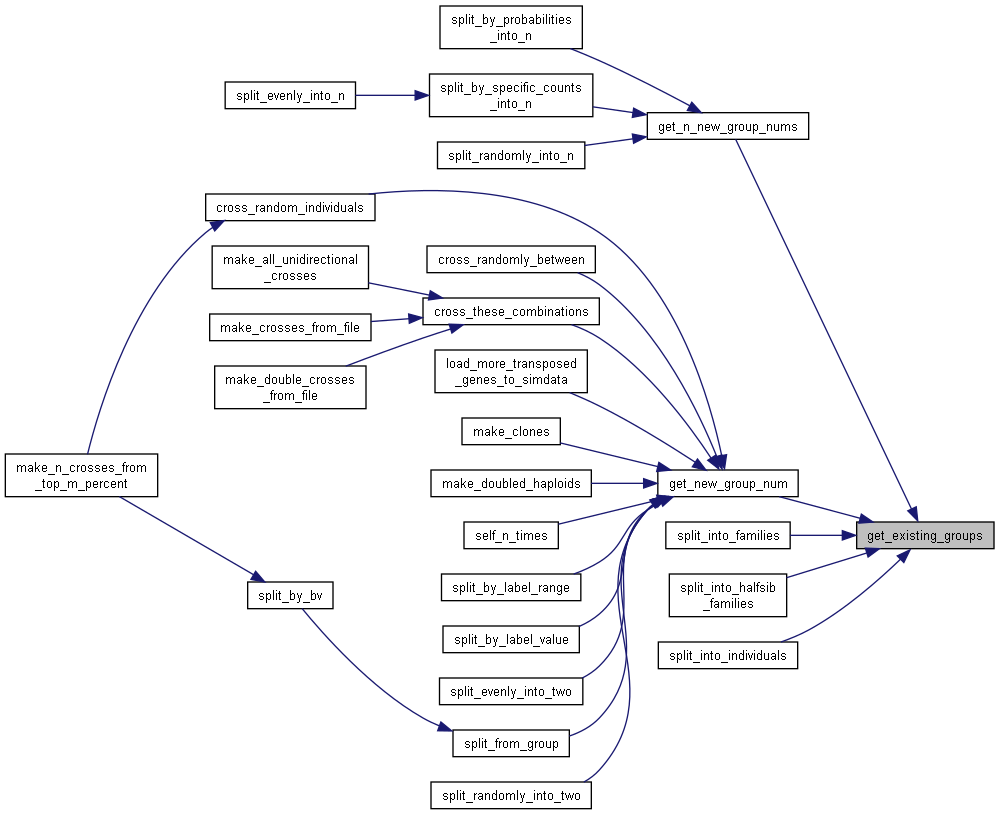 split_by_probabilities
_into_n
split_evenly_into_n
split_by_specific_counts
_into_n
get_n_new_group_nums
split_randomly_into_n
cross_random_individuals
make_all_unidirectional
_crosses
cross_randomly_between
cross_these_combinations
make_crosses_from_file
load_more_transposed
_genes_to_simdata
make_double_crosses
_from_file
make_clones
make_n_crosses_from
_top_m_percent
make_doubled_haploids
get_new_group_num
self_n_times
split_into_families
get_existing_groups
split_by_label_range
split_into_halfsib
_families
split_by_bv
split_by_label_value
split_into_individuals
split_evenly_into_two
split_from_group
split_randomly_into_two